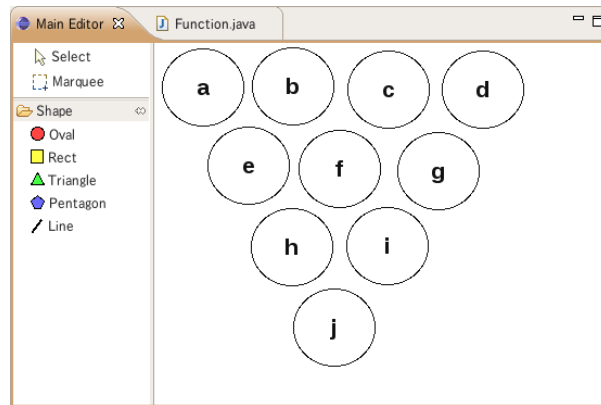 Main Editor
Function.java
Select
Marquee
Shape
Oval
Rect
Triangle
Pentagon
Line
a b c d
e f g
h i
j